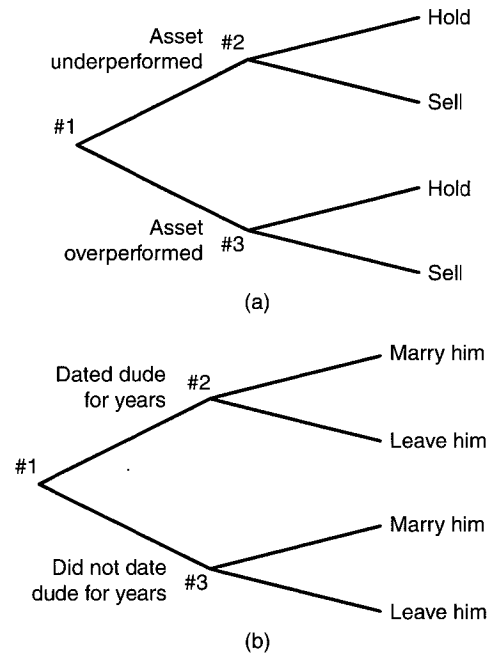 Hold
Asset
underperformed
#2
Sell
#1
Hold
Asset
overperformed
#3
Sell
(a)
Marry him
Dated dude
for years
#2
Leave him
#1
Marry him
Did not date
dude for years
#3
Leave him
(b)